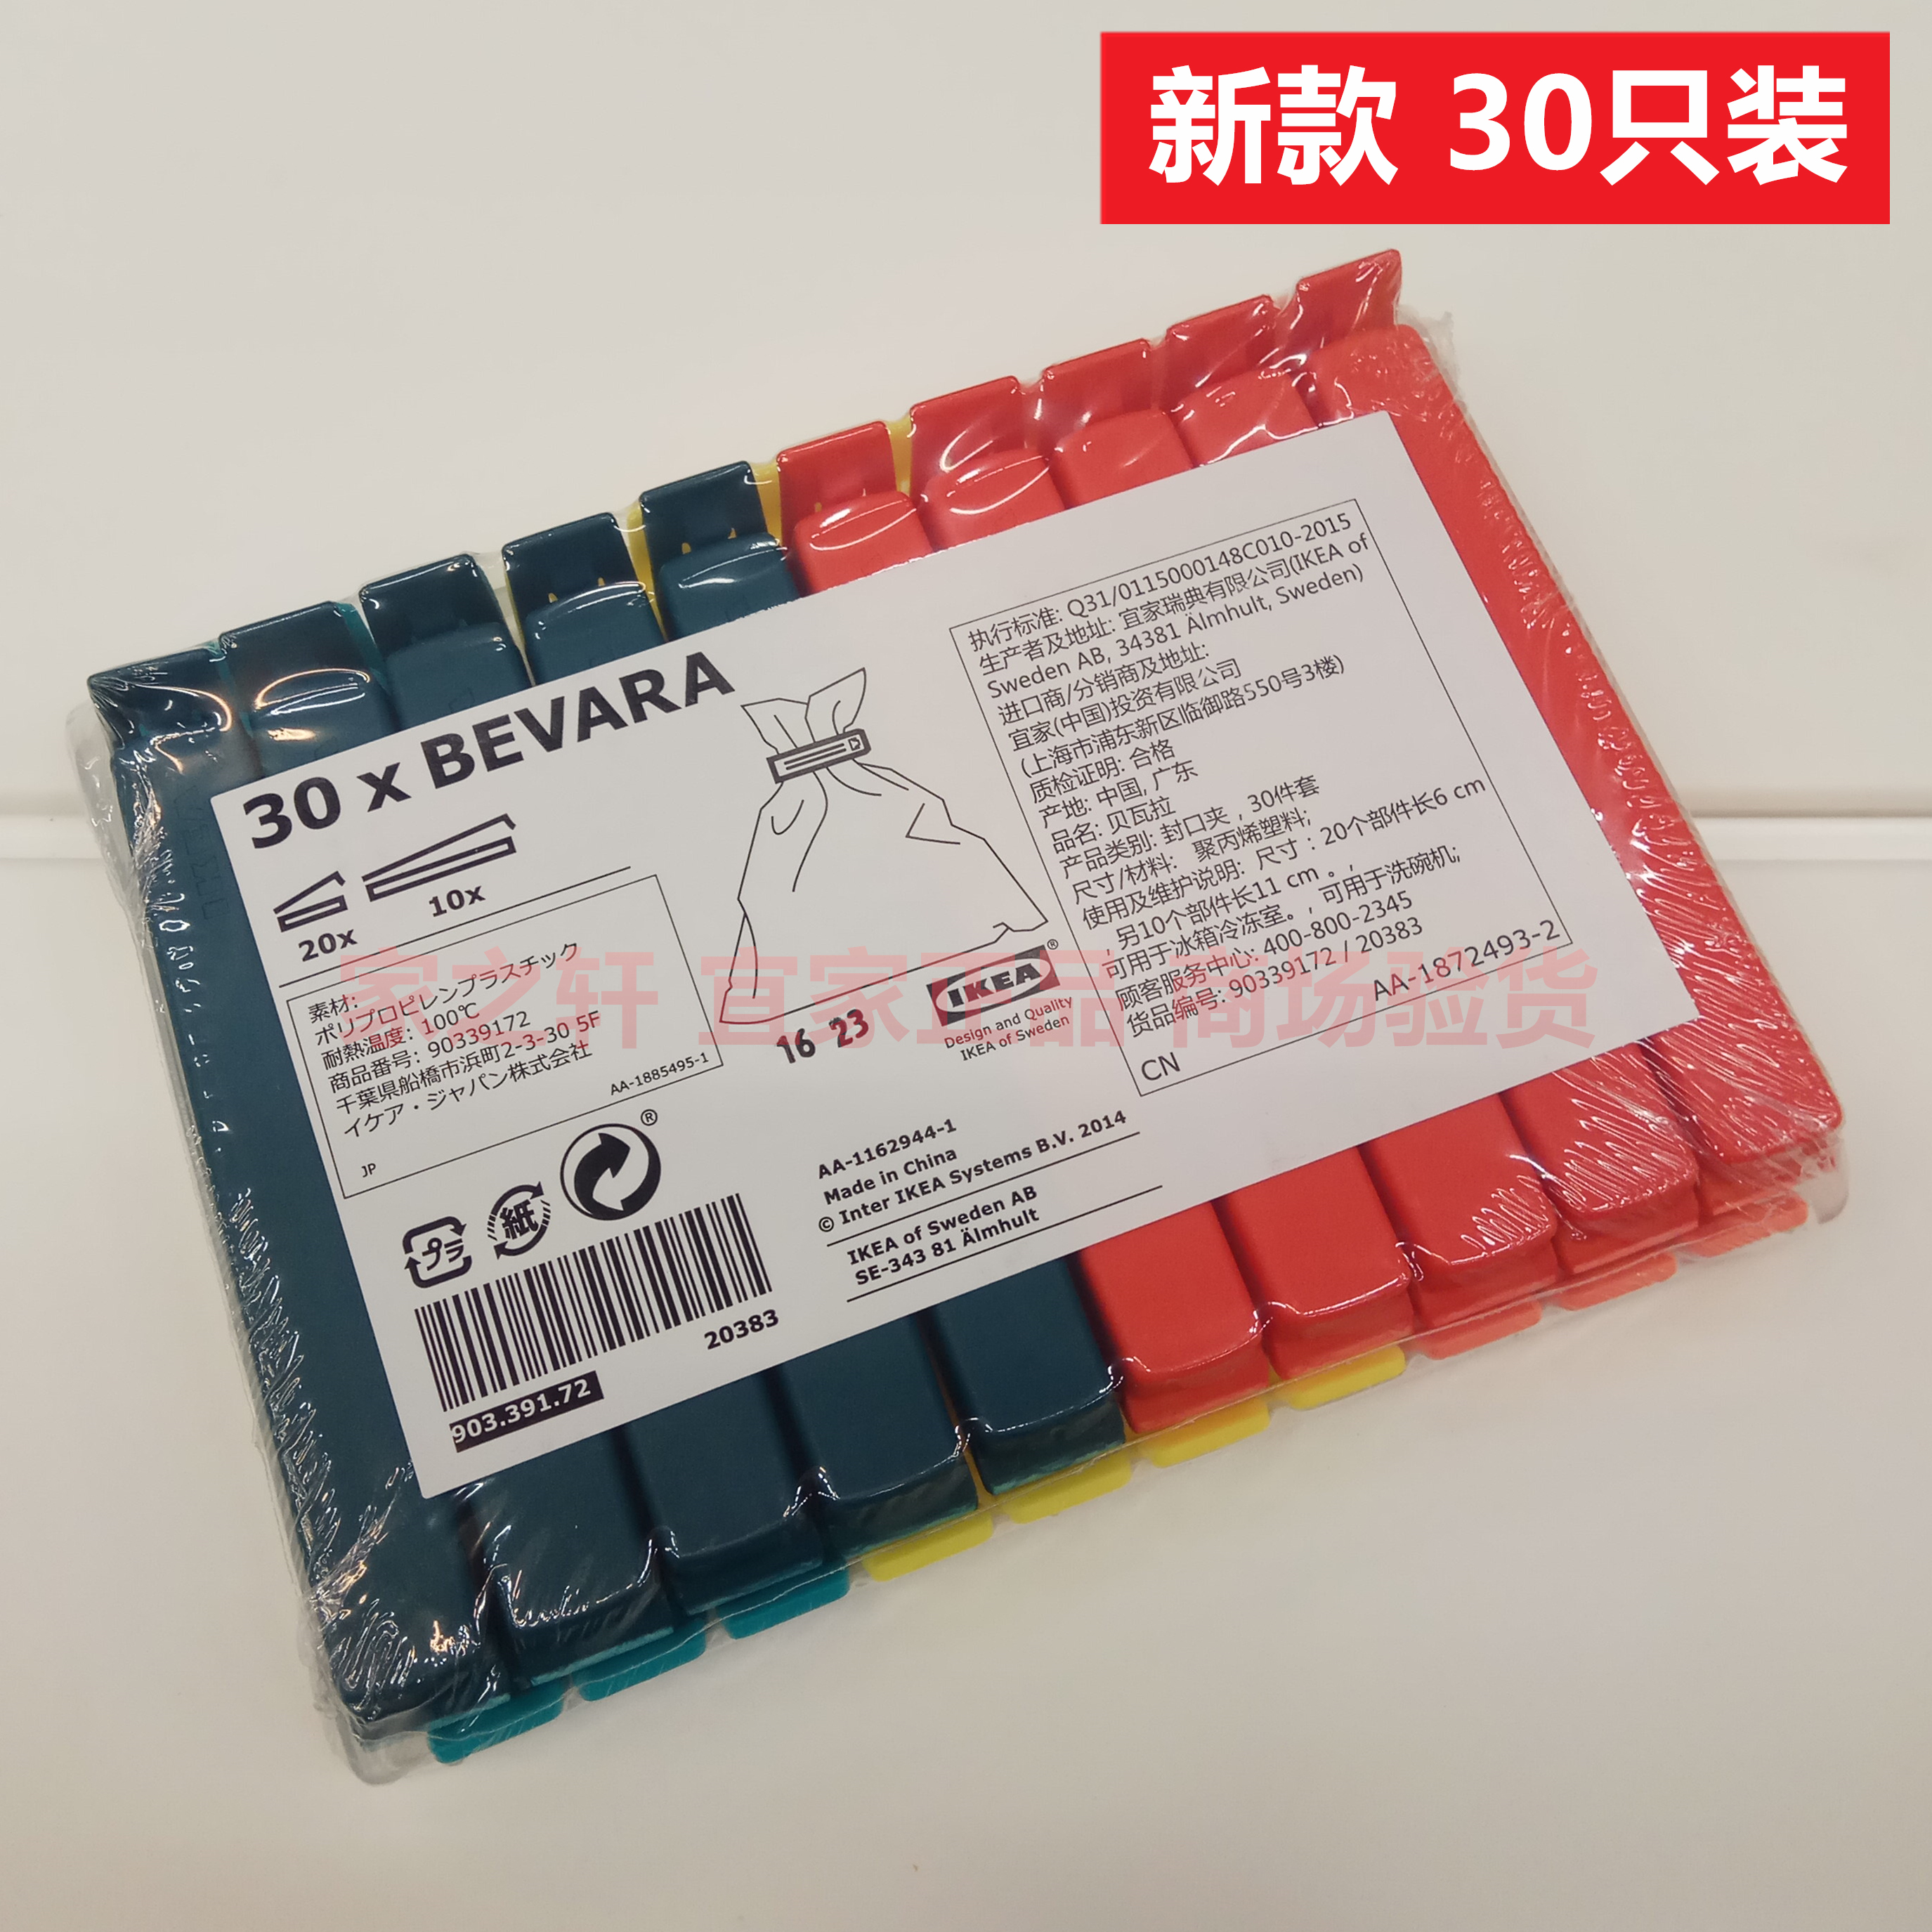 新款 30只装
30 x BEVARA
20x
10x
素材:
ポリプロピレンプラスチック
耐熱温度: 100℃
商品番号: 90339172
千葉県船橋市浜町2-3-30 5F
イケア・ジャパン株式会社
AA-1885495-1
JP
執行标准: Q31/0115000148C010-2015
生产者及地址: 宜家瑞典有限公司(IKEA of
Sweden AB, 34381 Älmhult, Sweden)
进口商/分销商及地址:
宜家(中国)投资有限公司
(上海市浦东新区临御路550号3楼)
质检证明: 合格
产地: 中国, 广东
品名: 贝瓦拉
产品类别: 封口夹，30件套
尺寸/材料: 聚丙烯塑料;
使用及维护说明: 尺寸：20个部件长6 cm
，另10个部件长11 cm 。,
可用于冰箱冷冻室。, 可用于洗碗机;
顾客服务中心: 400-800-2345
货品编号: 90339172 / 20383
AA-1872493-2
CN
IKEA®
Design and Quality
IKEA of Sweden
16 23
家之轩 宜家正品 商场验货
AA-1162944-1
Made in China
© Inter IKEA Systems B.V. 2014
IKEA of Sweden AB
SE-343 81 Älmhult
プラ
紙
®
20383
903.391.72